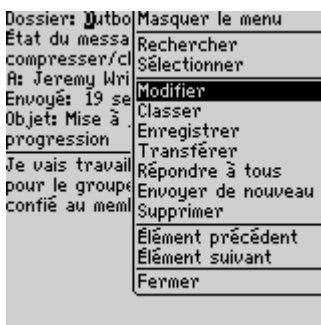 Dossier: Outbo
État du messa
compresser/cl
A: Jeremy Wri
Envoyé: 19 se
Objet: Mise à
progression
Je vais travail
pour le groupe
confié au meml
Masquer le menu
Rechercher
Sélectionner
Modifier
Classer
Enregistrer
Transférer
Répondre à tous
Envoyer de nouveau
Supprimer
Élément précédent
Élément suivant
Fermer